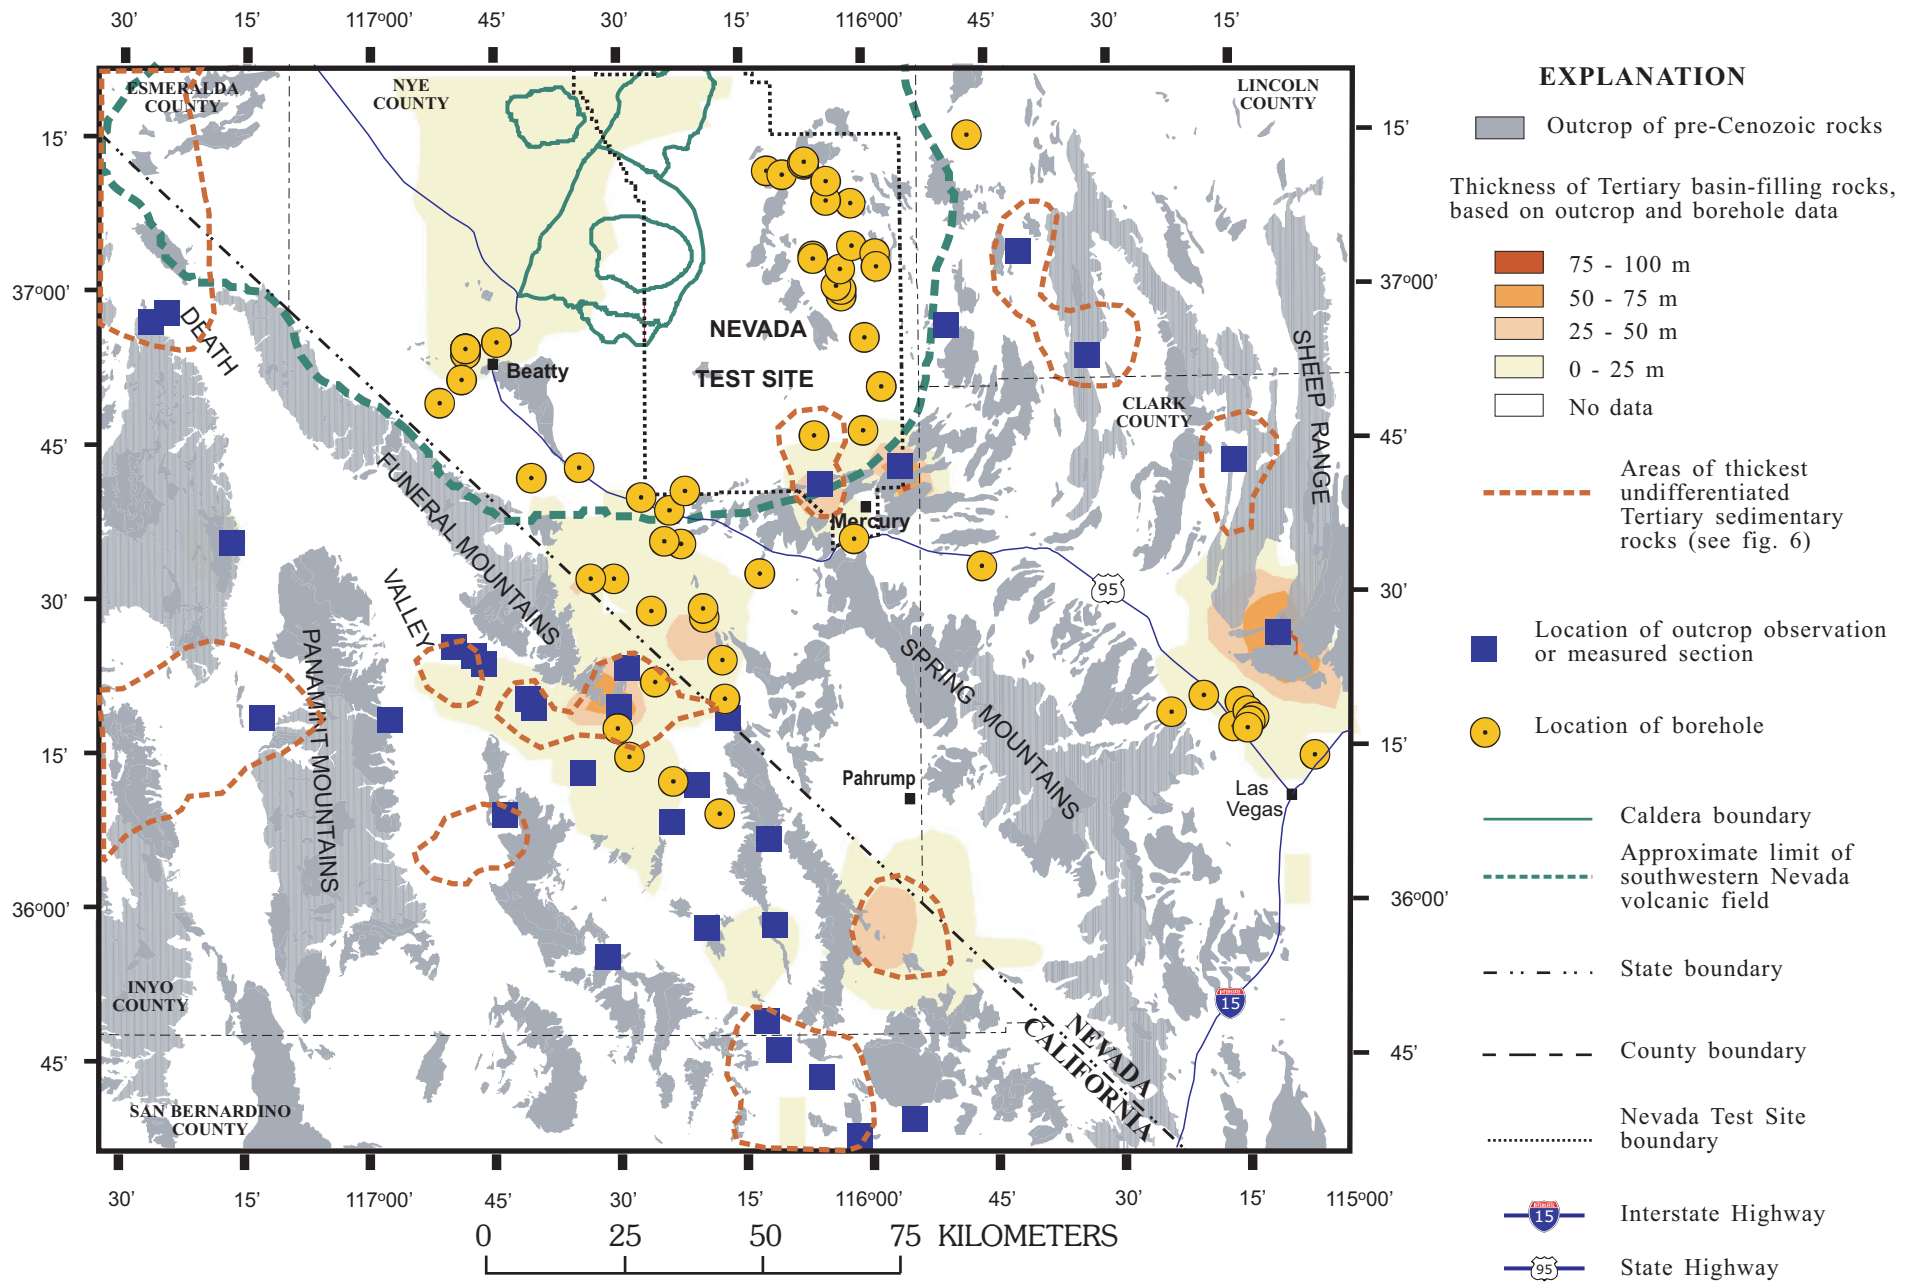 30' 15' 117°00' 45' 30' 15' 116°00' 45' 30' 15'
ESMERALDA
COUNTY
NYE
COUNTY
LINCOLN
COUNTY
15'
15'
37°00'
37°00'
DEATH
NEVADA
TEST SITE
Beatty
SHEEP RANGE
CLARK
COUNTY
45'
45'
FUNERAL MOUNTAINS
Mercury
95
30'
30'
VALLEY
PANAMINT MOUNTAINS
SPRING MOUNTAINS
15'
15'
Pahrump
Las
Vegas
36°00'
36°00'
INYO
COUNTY
15
NEVADA
CALIFORNIA
45'
45'
SAN BERNARDINO
COUNTY
30' 15' 117°00' 45' 30' 15' 116°00' 45' 30' 15' 115°00'
0 25 50 75 KILOMETERS
EXPLANATION
Outcrop of pre-Cenozoic rocks
Thickness of Tertiary basin-filling rocks,
based on outcrop and borehole data
75 - 100 m
50 - 75 m
25 - 50 m
0 - 25 m
No data
Areas of thickest
undifferentiated
Tertiary sedimentary
rocks (see fig. 6)
Location of outcrop observation
or measured section
Location of borehole
Caldera boundary
Approximate limit of
southwestern Nevada
volcanic field
State boundary
County boundary
Nevada Test Site
boundary
15 Interstate Highway
95 State Highway